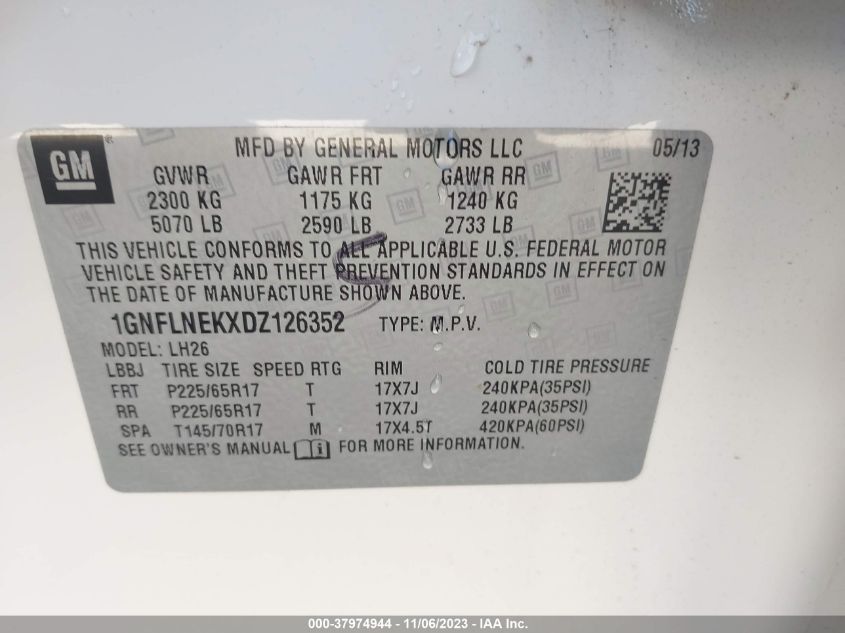 GM
MFD BY GENERAL MOTORS LLC 05/13
GVWR GAWR FRT GAWR RR
2300 KG 1175 KG 1240 KG
5070 LB 2590 LB 2733 LB
THIS VEHICLE CONFORMS TO ALL APPLICABLE U.S. FEDERAL MOTOR
VEHICLE SAFETY AND THEFT PREVENTION STANDARDS IN EFFECT ON
THE DATE OF MANUFACTURE SHOWN ABOVE.
1GNFLNEKXDZ126352 TYPE: M.P.V.
MODEL: LH26
LBBJ TIRE SIZE SPEED RTG RIM COLD TIRE PRESSURE
FRT P225/65R17 T 17X7J 240KPA(35PSI)
RR P225/65R17 T 17X7J 240KPA(35PSI)
SPA T145/70R17 M 17X4.5T 420KPA(60PSI)
SEE OWNER'S MANUAL i FOR MORE INFORMATION.
000-37974944 - 11/06/2023 - IAA Inc.